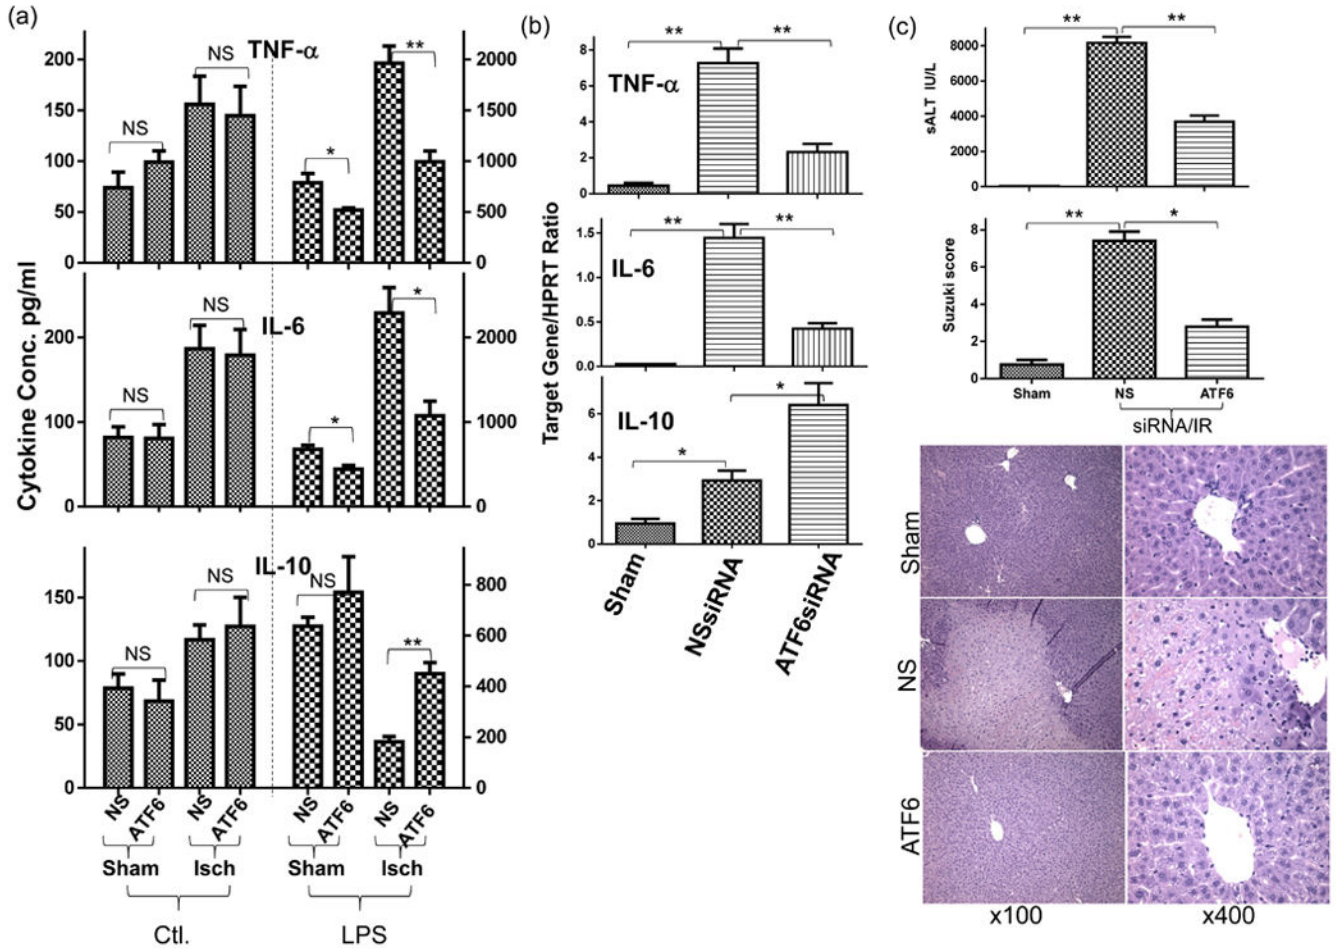 (a)
TNF-α
200
150
100
50
0
NS
NS
*
**
2000
1500
1000
500
0
Cytokine Conc. pg/ml
IL-6
200
100
0
NS
NS
*
*
2000
1000
0
IL-10
150
100
50
0
NS
NS
NS
**
800
600
400
200
0
NS ATF6 NS ATF6 NS ATF6 NS ATF6
Sham Isch Sham Isch
Ctl. LPS
(b)
Target Gene/HPRT Ratio
TNF-α
8
6
4
2
0
** **
IL-6
1.5
1.0
0.5
0.0
** **
IL-10
6
4
2
0
* *
Sham NSsiRNA ATF6siRNA
(c)
sALT IU/L
8000
6000
4000
2000
0
** **
Suzuki score
8
6
4
2
0
** *
Sham NS ATF6
siRNA/IR
Sham
NS
ATF6
x100 x400